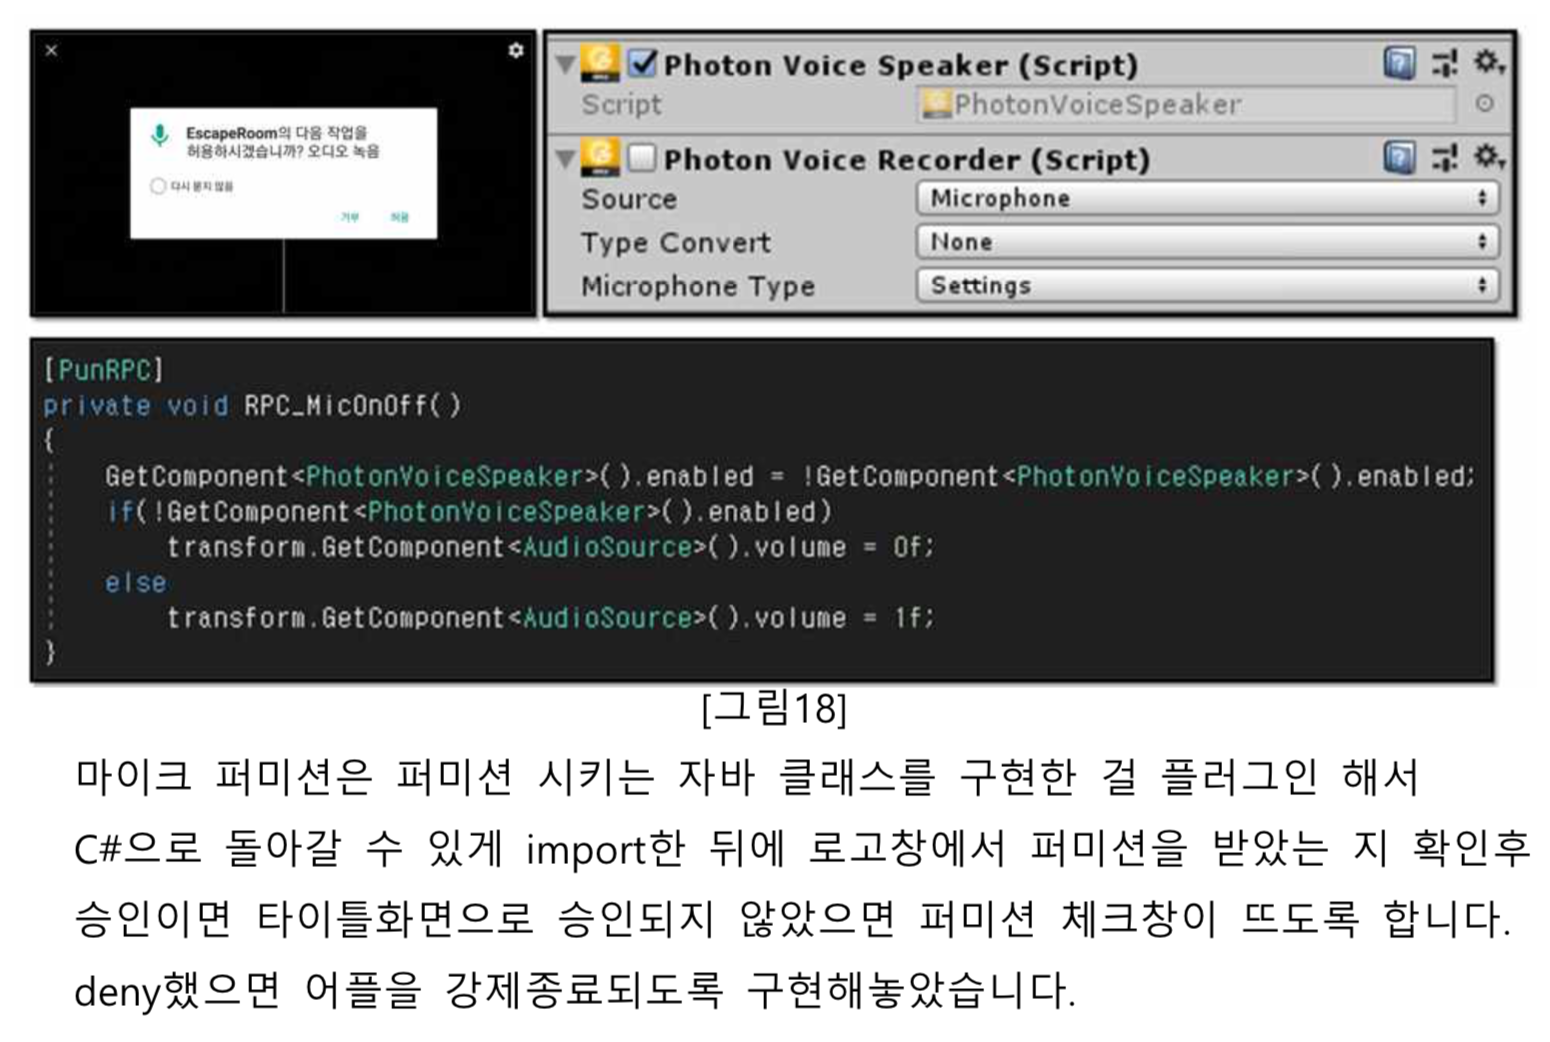 EscapeRoom의 다음 작업을
허용하시겠습니까? 오디오 녹음
다시 묻지 않음
거부 허용
Photon Voice Speaker (Script)
Script PhotonVoiceSpeaker
Photon Voice Recorder (Script)
Source Microphone
Type Convert None
Microphone Type Settings
[PunRPC]
private void RPC_MicOnOff()
{
GetComponent<PhotonVoiceSpeaker>().enabled = !GetComponent<PhotonVoiceSpeaker>().enabled;
if(!GetComponent<PhotonVoiceSpeaker>().enabled)
transform.GetComponent<AudioSource>().volume = 0f;
else
transform.GetComponent<AudioSource>().volume = 1f;
}
[그림18]
마이크 퍼미션은 퍼미션 시키는 자바 클래스를 구현한 걸 플러그인 해서
C#으로 돌아갈 수 있게 import한 뒤에 로고창에서 퍼미션을 받았는 지 확인후
승인이면 타이틀화면으로 승인되지 않았으면 퍼미션 체크창이 뜨도록 합니다.
deny했으면 어플을 강제종료되도록 구현해놓았습니다.